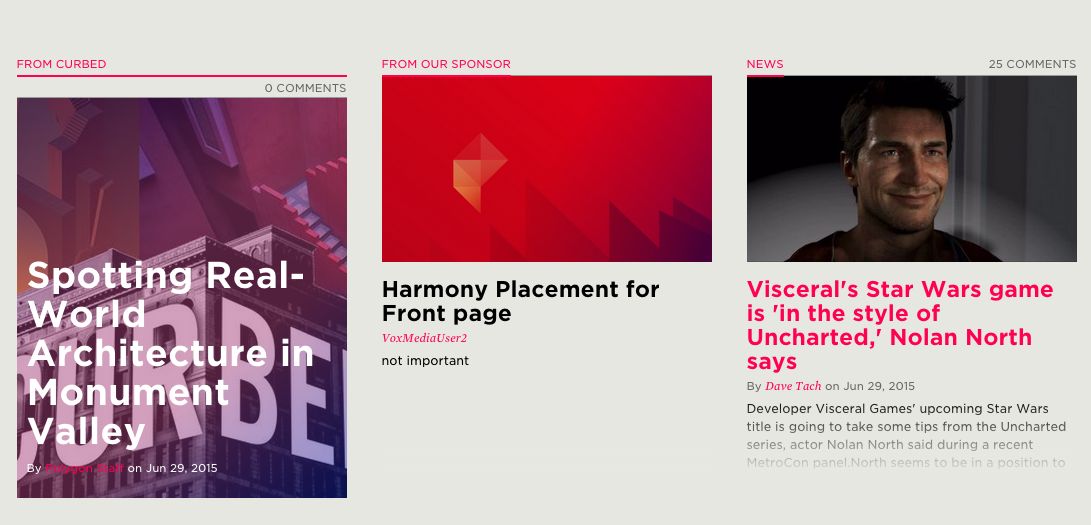 FROM CURBED
0 COMMENTS
Spotting Real-
World
Architecture in
Monument
Valley
By Polygon Staff on Jun 29, 2015
CURBE
FROM OUR SPONSOR
Harmony Placement for
Front page
VoxMediaUser2
not important
NEWS
25 COMMENTS
Visceral's Star Wars game
is 'in the style of
Uncharted,' Nolan North
says
By Dave Tach on Jun 29, 2015
Developer Visceral Games' upcoming Star Wars
title is going to take some tips from the Uncharted
series, actor Nolan North said during a recent
MetroCon panel.North seems to be in a position to